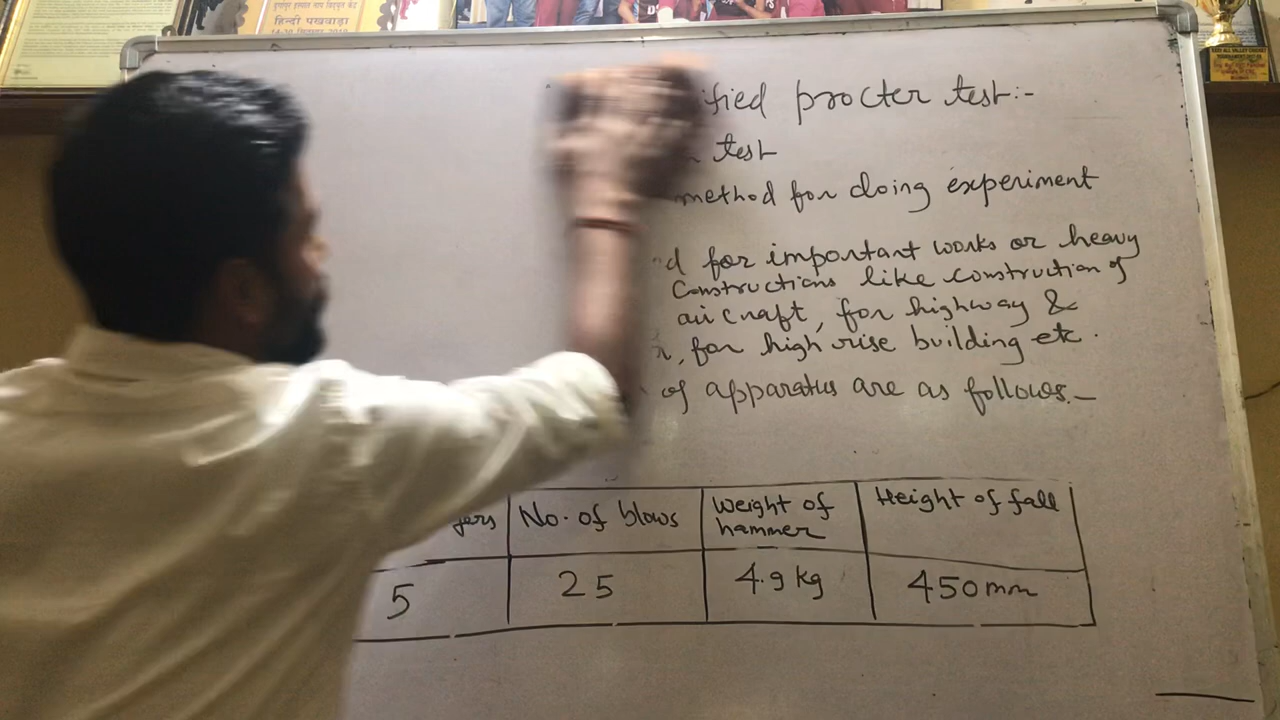 हिन्दी पखवाड़ा
ified procter test:-
test
method for doing experiment
d for important works or heavy
Constructions like construction of
air craft, for highway &
r, for high rise building etc.
of apparatus are as follows.-
yers No. of blows Weight of hammer Height of fall
5 25 4.9 kg 450 mm